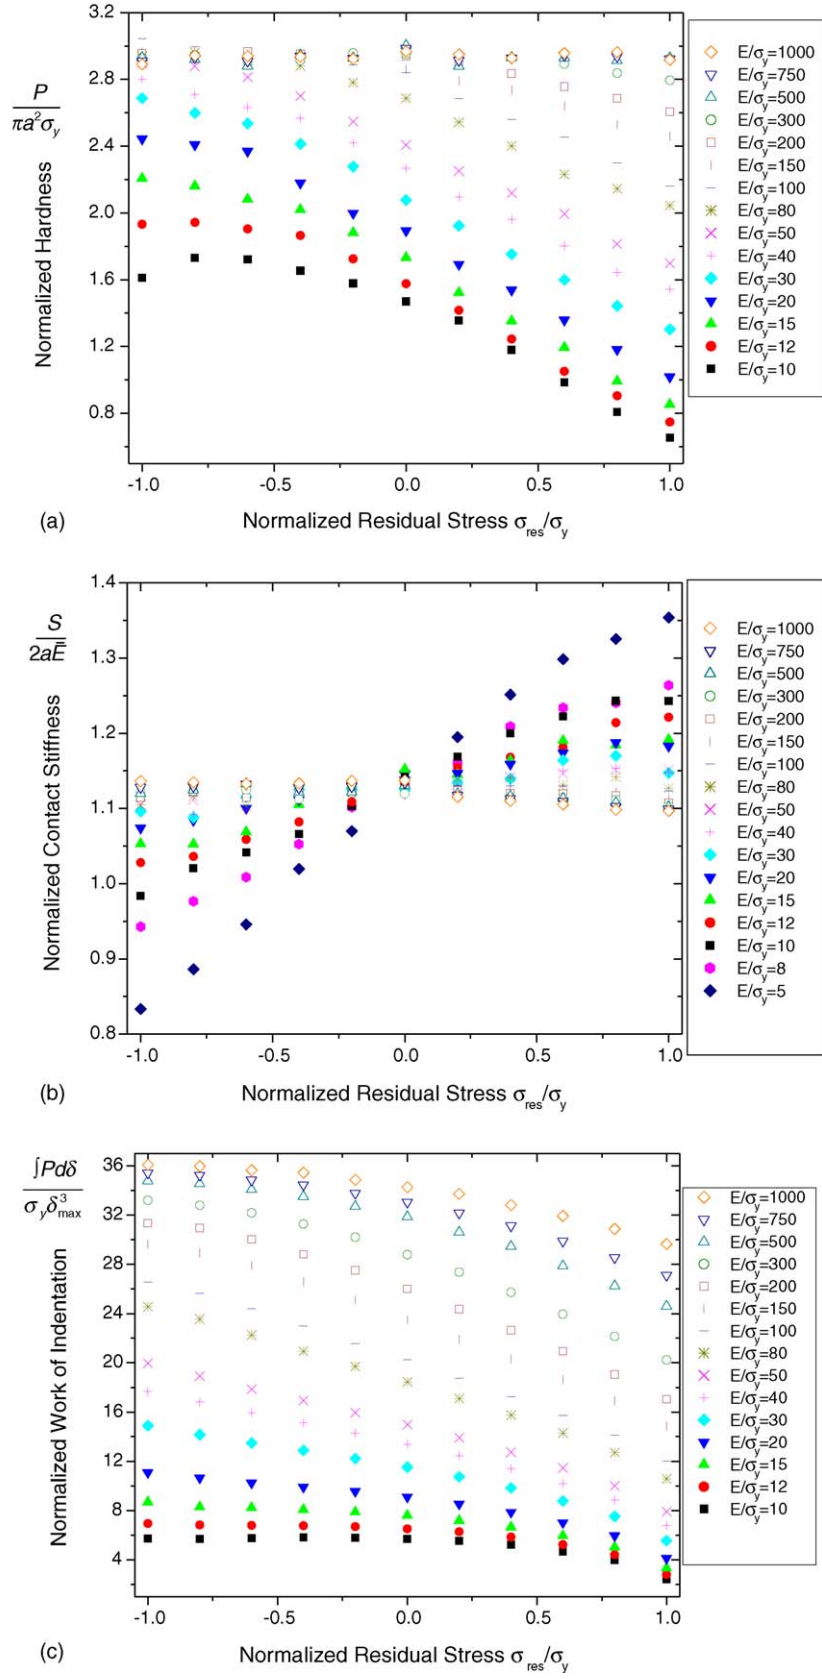 P
πa²σy
Normalized Hardness
3.2
2.8
2.4
2.0
1.6
1.2
0.8
-1.0
-0.5
0.0
0.5
1.0
(a)
Normalized Residual Stress σres/σy
E/σy=1000
E/σy=750
E/σy=500
E/σy=300
E/σy=200
E/σy=150
E/σy=100
E/σy=80
E/σy=50
E/σy=40
E/σy=30
E/σy=20
E/σy=15
E/σy=12
E/σy=10
S
2aĒ
Normalized Contact Stiffness
1.4
1.3
1.2
1.1
1.0
0.9
0.8
-1.0
-0.5
0.0
0.5
1.0
(b)
Normalized Residual Stress σres/σy
E/σy=1000
E/σy=750
E/σy=500
E/σy=300
E/σy=200
E/σy=150
E/σy=100
E/σy=80
E/σy=50
E/σy=40
E/σy=30
E/σy=20
E/σy=15
E/σy=12
E/σy=10
E/σy=8
E/σy=5
∫Pdδ
σyδ³max
Normalized Work of Indentation
36
32
28
24
20
16
12
8
4
-1.0
-0.5
0.0
0.5
1.0
(c)
Normalized Residual Stress σres/σy
E/σy=1000
E/σy=750
E/σy=500
E/σy=300
E/σy=200
E/σy=150
E/σy=100
E/σy=80
E/σy=50
E/σy=40
E/σy=30
E/σy=20
E/σy=15
E/σy=12
E/σy=10